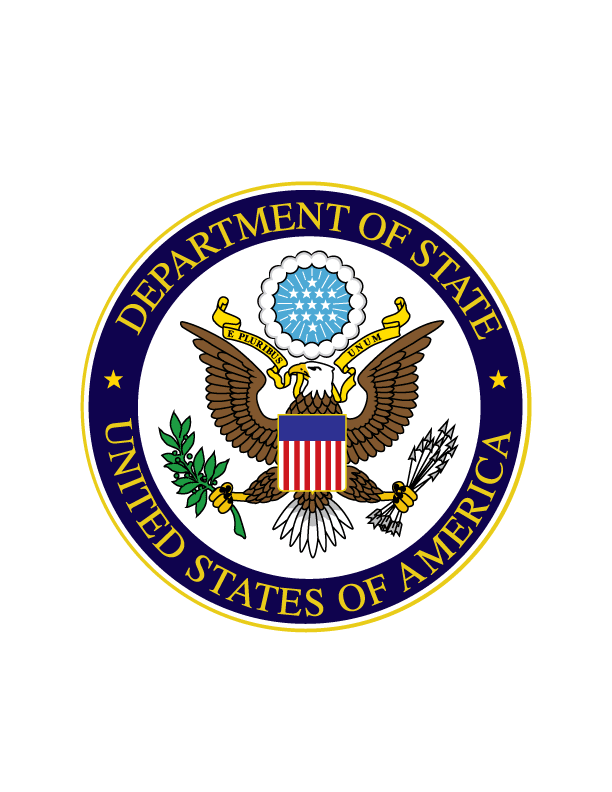 DEPARTMENT OF STATE
E PLURIBUS UNUM
UNITED STATES OF AMERICA